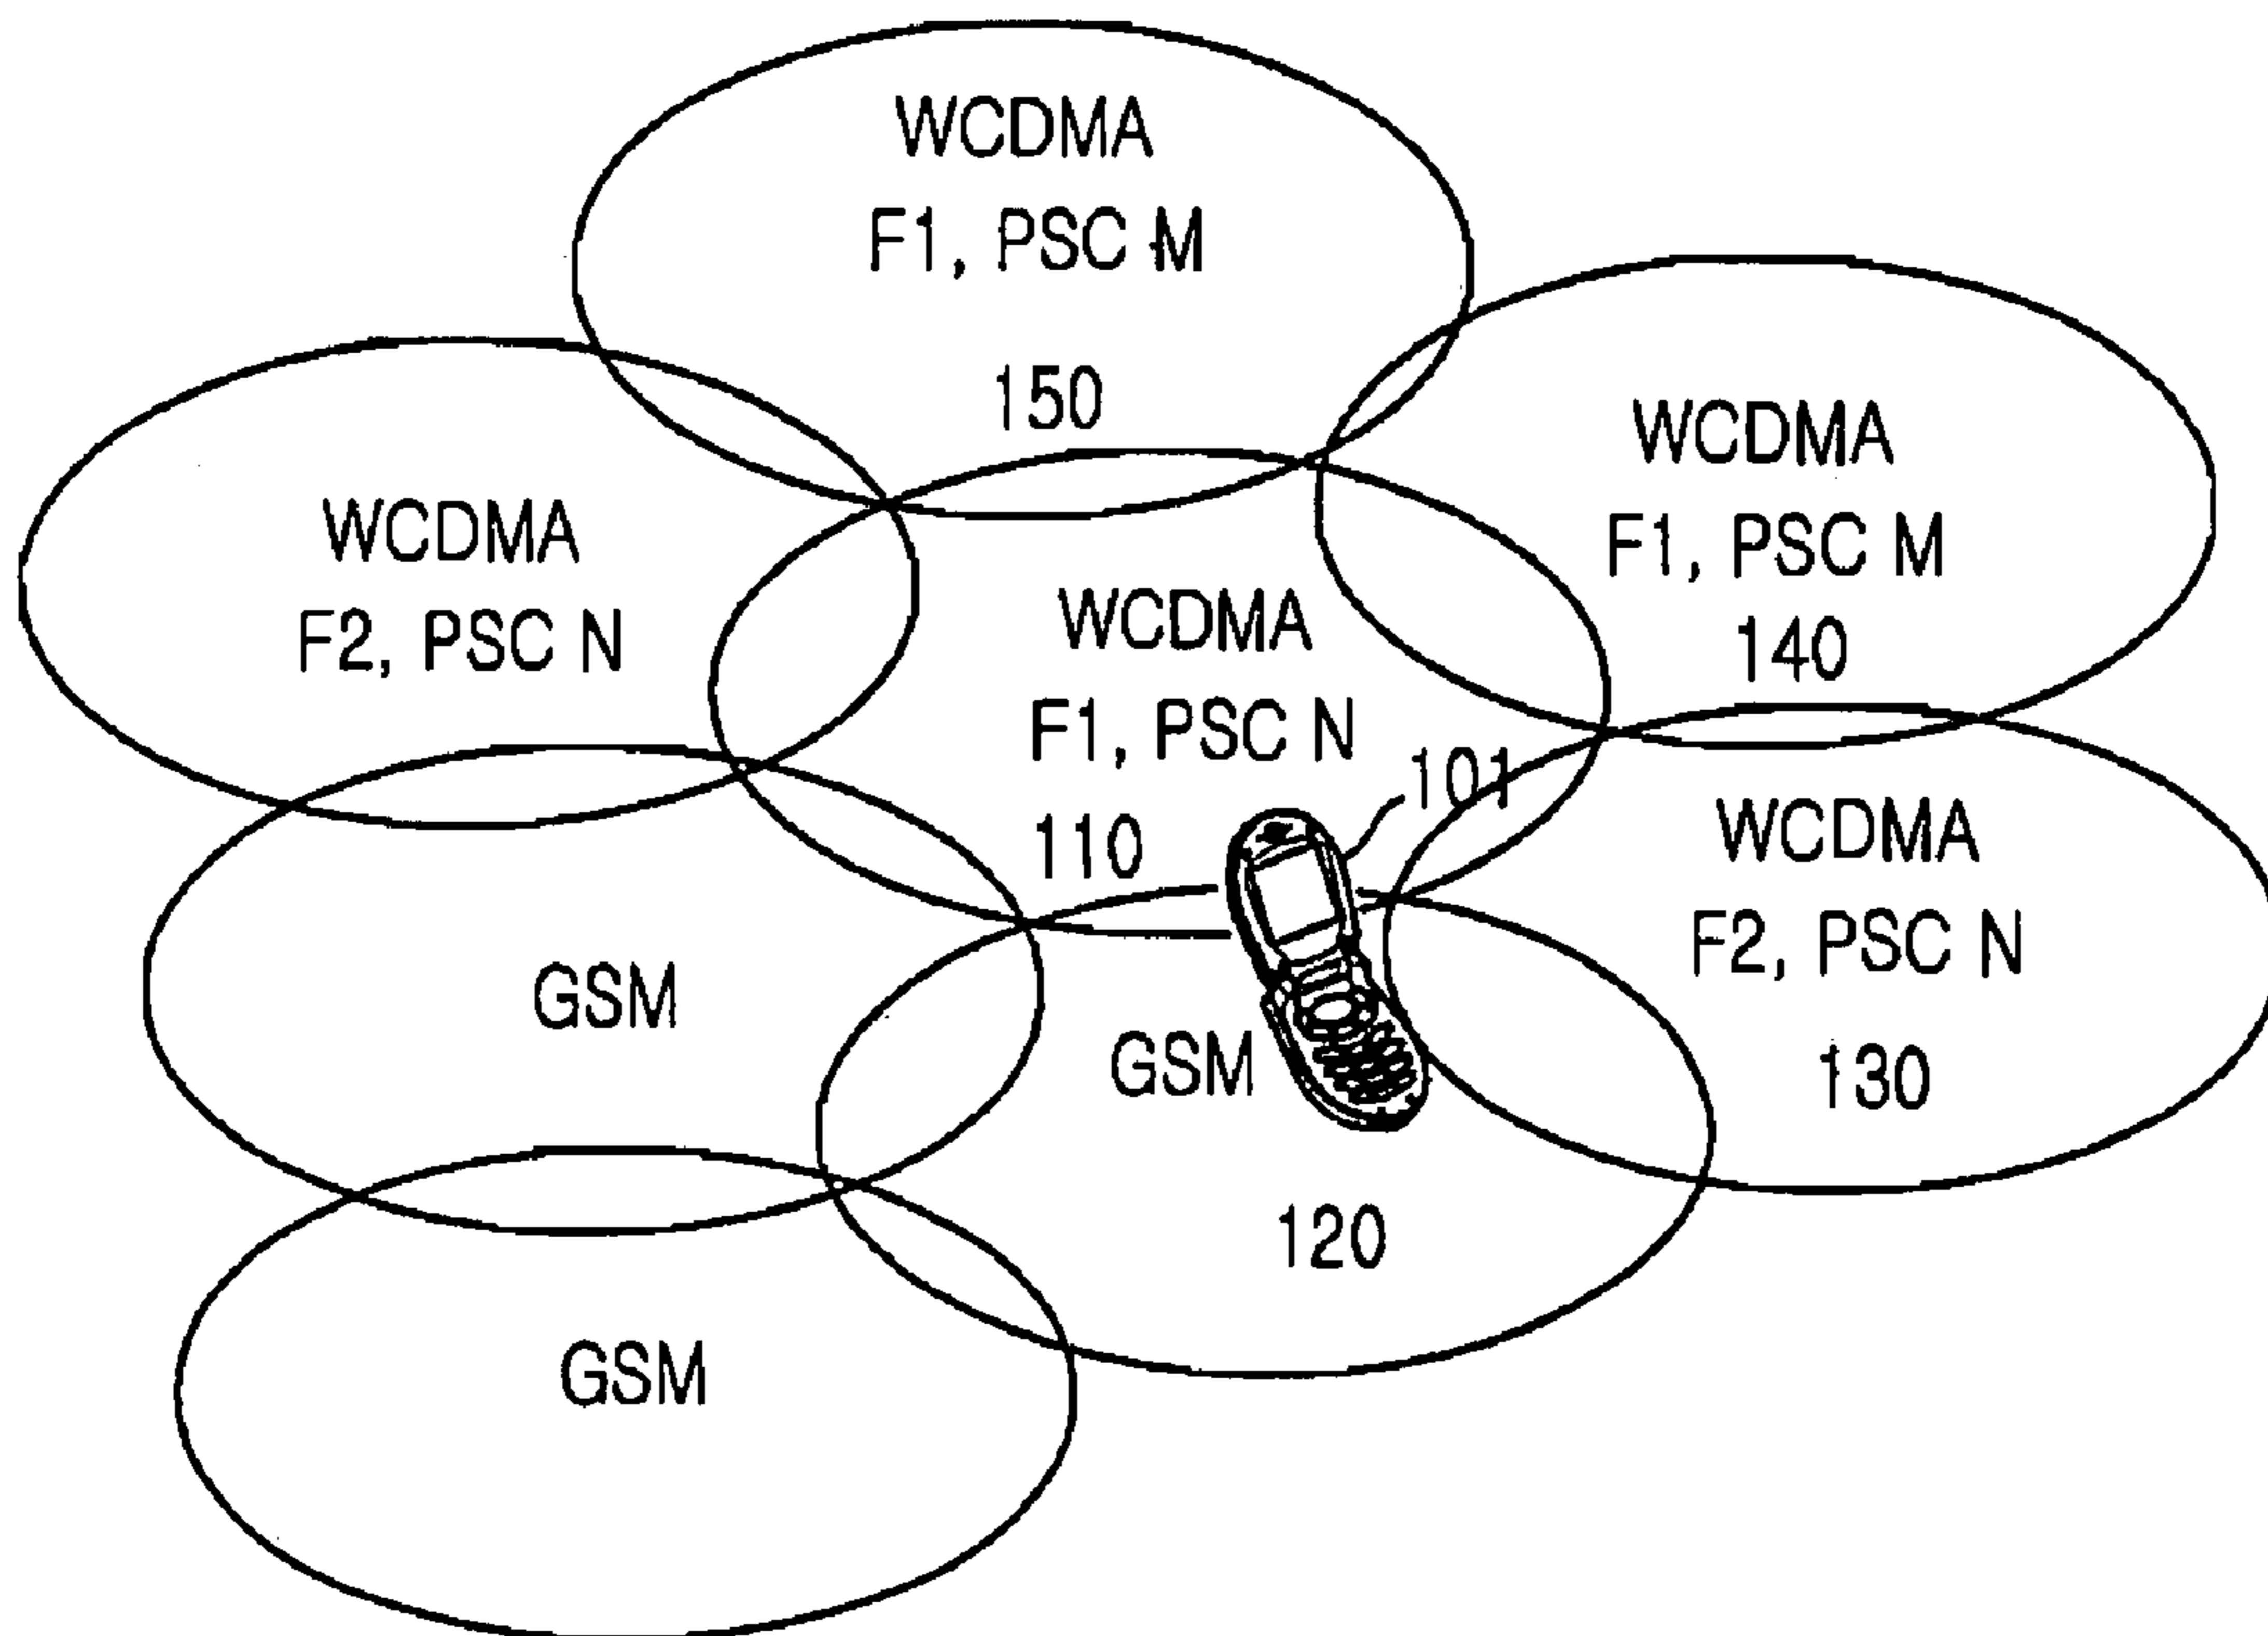 WCDMA
F1, PSC M
150
WCDMA
F1, PSC M
140
WCDMA
F2, PSC N
WCDMA
F1, PSC N
110
101
WCDMA
F2, PSC N
130
GSM
GSM
120
GSM